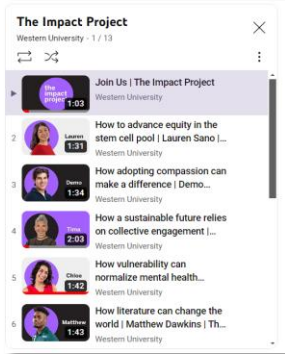 The Impact Project
Western University - 1 / 13
the
impact
project
1:03
Join Us | The Impact Project
Western University
2
Lauren
1:31
How to advance equity in the
stem cell pool | Lauren Sano |...
Western University
3
Demo
1:34
How adopting compassion can
make a difference | Demo...
Western University
4
Tima
2:03
How a sustainable future relies
on collective engagement |...
Western University
5
Chloe
1:42
How vulnerability can
normalize mental health...
Western University
6
Matthew
1:43
How literature can change the
world | Matthew Dawkins | Th...
Western University